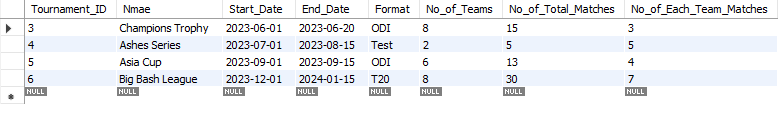 Tournament_ID Nmae Start_Date End_Date Format No_of_Teams No_of_Total_Matches No_of_Each_Team_Matches
3 Champions Trophy 2023-06-01 2023-06-20 ODI 8 15 3
4 Ashes Series 2023-07-01 2023-08-15 Test 2 5 5
5 Asia Cup 2023-09-01 2023-09-15 ODI 6 13 4
6 Big Bash League 2023-12-01 2024-01-15 T20 8 30 7
NULL NULL NULL NULL NULL NULL NULL NULL